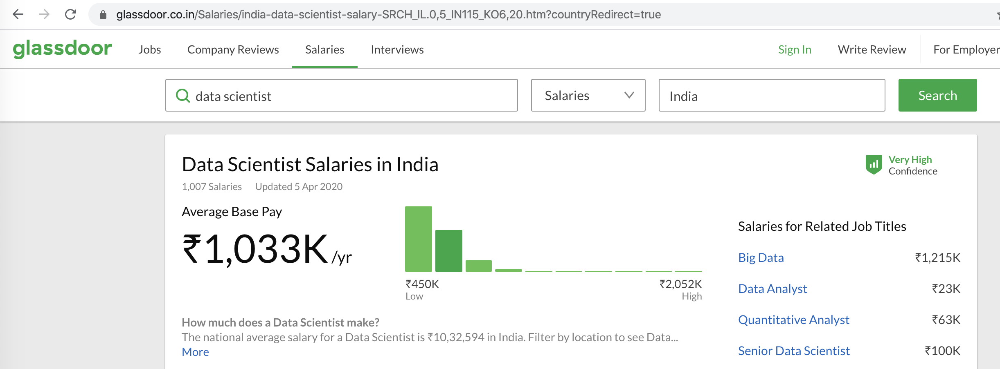 glassdoor.co.in/Salaries/india-data-scientist-salary-SRCH_IL.0,5_IN115_KO6,20.htm?countryRedirect=true
glassdoor Jobs Company Reviews Salaries Interviews Sign In Write Review For Employer
data scientist Salaries India Search
Data Scientist Salaries in India
Very High
Confidence
1,007 Salaries Updated 5 Apr 2020
Average Base Pay
₹1,033K/yr
₹450K
Low
₹2,052K
High
Salaries for Related Job Titles
Big Data ₹1,215K
Data Analyst ₹23K
Quantitative Analyst ₹63K
Senior Data Scientist ₹100K
How much does a Data Scientist make?
The national average salary for a Data Scientist is ₹10,32,594 in India. Filter by location to see Data...
More